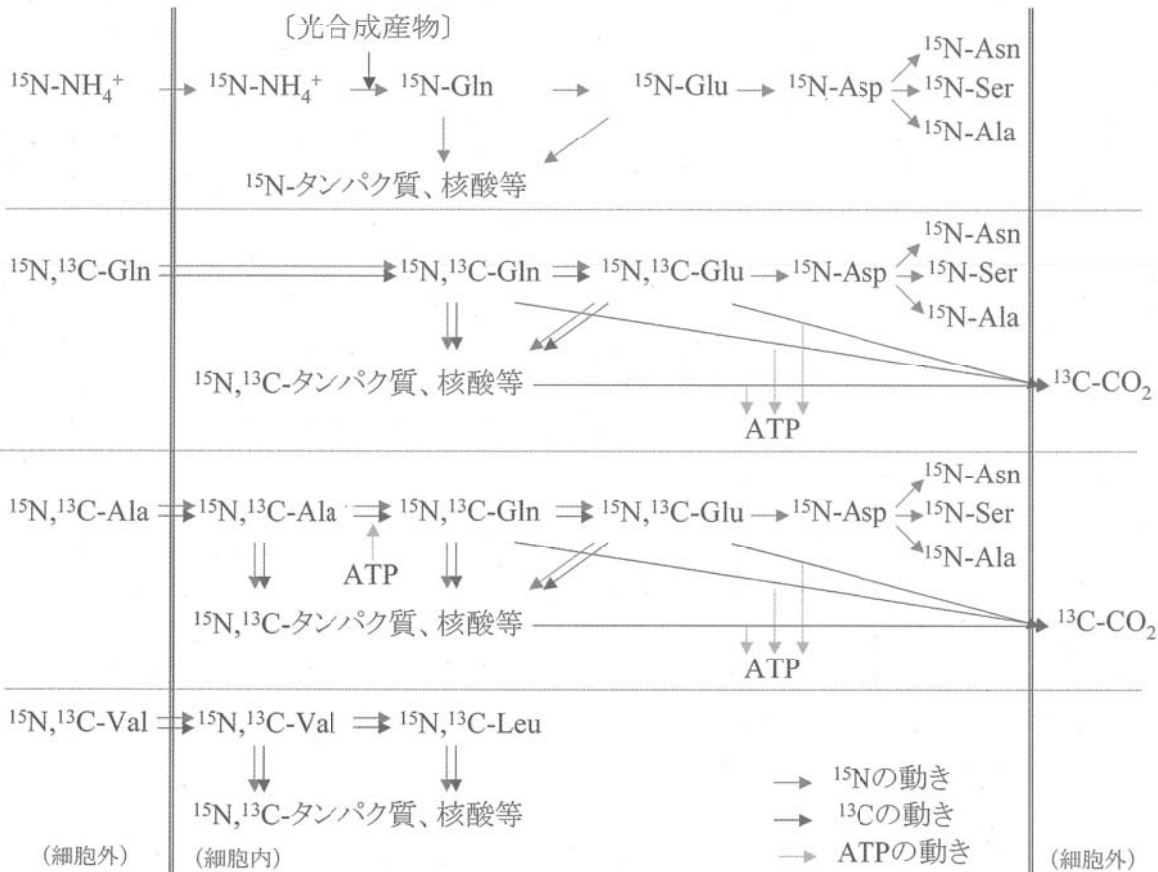 〔光合成産物〕
¹⁵N-NH₄⁺ ¹⁵N-NH₄⁺ ¹⁵N-Gln ¹⁵N-Glu ¹⁵N-Asp ¹⁵N-Asn
¹⁵N-Ser
¹⁵N-Ala
¹⁵N-タンパク質、核酸等
¹⁵N,¹³C-Gln ¹⁵N,¹³C-Gln ¹⁵N,¹³C-Glu ¹⁵N-Asp ¹⁵N-Asn
¹⁵N-Ser
¹⁵N-Ala
¹⁵N,¹³C-タンパク質、核酸等 ¹³C-CO₂
ATP
¹⁵N,¹³C-Ala ¹⁵N,¹³C-Ala ¹⁵N,¹³C-Gln ¹⁵N,¹³C-Glu ¹⁵N-Asp ¹⁵N-Asn
¹⁵N-Ser
¹⁵N-Ala
ATP
¹⁵N,¹³C-タンパク質、核酸等 ¹³C-CO₂
ATP
¹⁵N,¹³C-Val ¹⁵N,¹³C-Val ¹⁵N,¹³C-Leu
¹⁵N,¹³C-タンパク質、核酸等
¹⁵Nの動き
¹³Cの動き
ATPの動き
(細胞外) (細胞内) (細胞外)